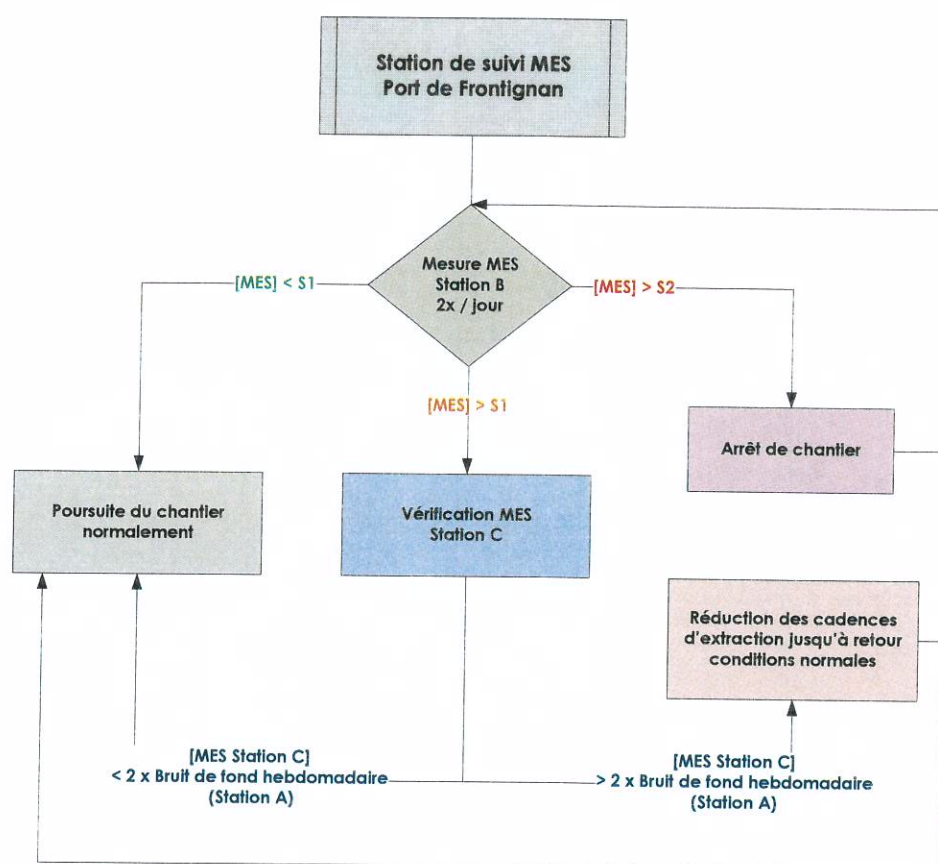 Station de suivi MES
Port de Frontignan
Mesure MES
Station B
2x / jour
[MES] < S1
[MES] > S2
[MES] > S1
Arrêt de chantier
Poursuite du chantier
normalement
Vérification MES
Station C
Réduction des cadences
d'extraction jusqu'à retour
conditions normales
[MES Station C]
< 2 x Bruit de fond hebdomadaire
(Station A)
[MES Station C]
> 2 x Bruit de fond hebdomadaire
(Station A)